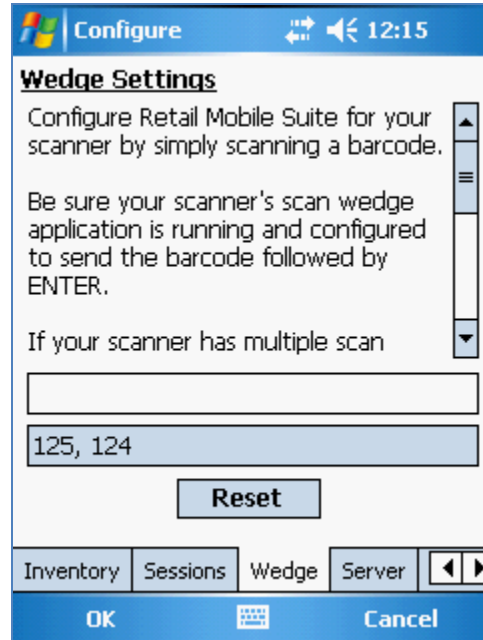 Configure 12:15
Wedge Settings
Configure Retail Mobile Suite for your
scanner by simply scanning a barcode.
Be sure your scanner's scan wedge
application is running and configured
to send the barcode followed by
ENTER.
If your scanner has multiple scan
125, 124
Reset
Inventory Sessions Wedge Server
OK Cancel